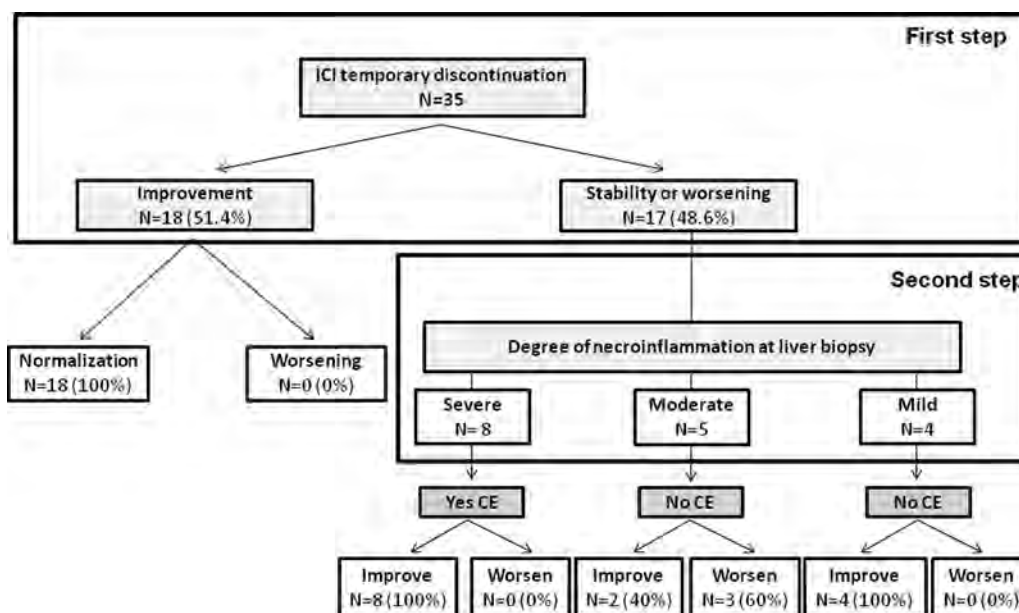 First step
ICI temporary discontinuation
N=35
Improvement
N=18 (51.4%)
Stability or worsening
N=17 (48.6%)
Second step
Normalization
N=18 (100%)
Worsening
N=0 (0%)
Degree of necroinflammation at liver biopsy
Severe
N= 8
Moderate
N=5
Mild
N=4
Yes CE
No CE
No CE
Improve
N=8 (100%)
Worsen
N=0 (0%)
Improve
N=2 (40%)
Worsen
N=3 (60%)
Improve
N=4 (100%)
Worsen
N=0 (0%)